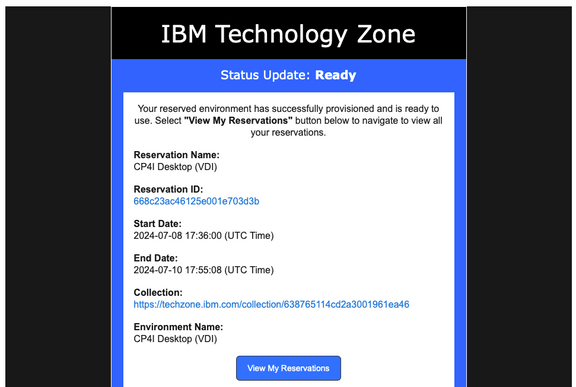 IBM Technology Zone
Status Update: Ready
Your reserved environment has successfully provisioned and is ready to
use. Select "View My Reservations" button below to navigate to view all
your reservations.
Reservation Name:
CP4I Desktop (VDI)
Reservation ID:
668c23ac46125e001e703d3b
Start Date:
2024-07-08 17:36:00 (UTC Time)
End Date:
2024-07-10 17:55:08 (UTC Time)
Collection:
https://techzone.ibm.com/collection/638765114cd2a3001961ea46
Environment Name:
CP4I Desktop (VDI)
View My Reservations